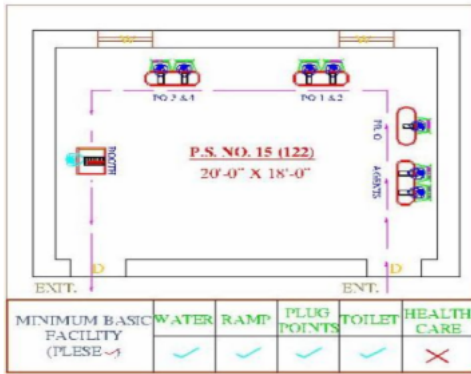 W
W
PO 3 & 4
PO 1 & 2
PR.O
P.S. NO. 15 (122)
20'-0" X 18'-0"
BOOTH
AGENTS
D
D
EXIT.
ENT.
MINIMUM BASIC
FACILITY
(PLESE ✓)
WATER
RAMP
PLUG
POINTS
TOILET
HEALTH
CARE
✓ ✓ ✓ ✓ ✗